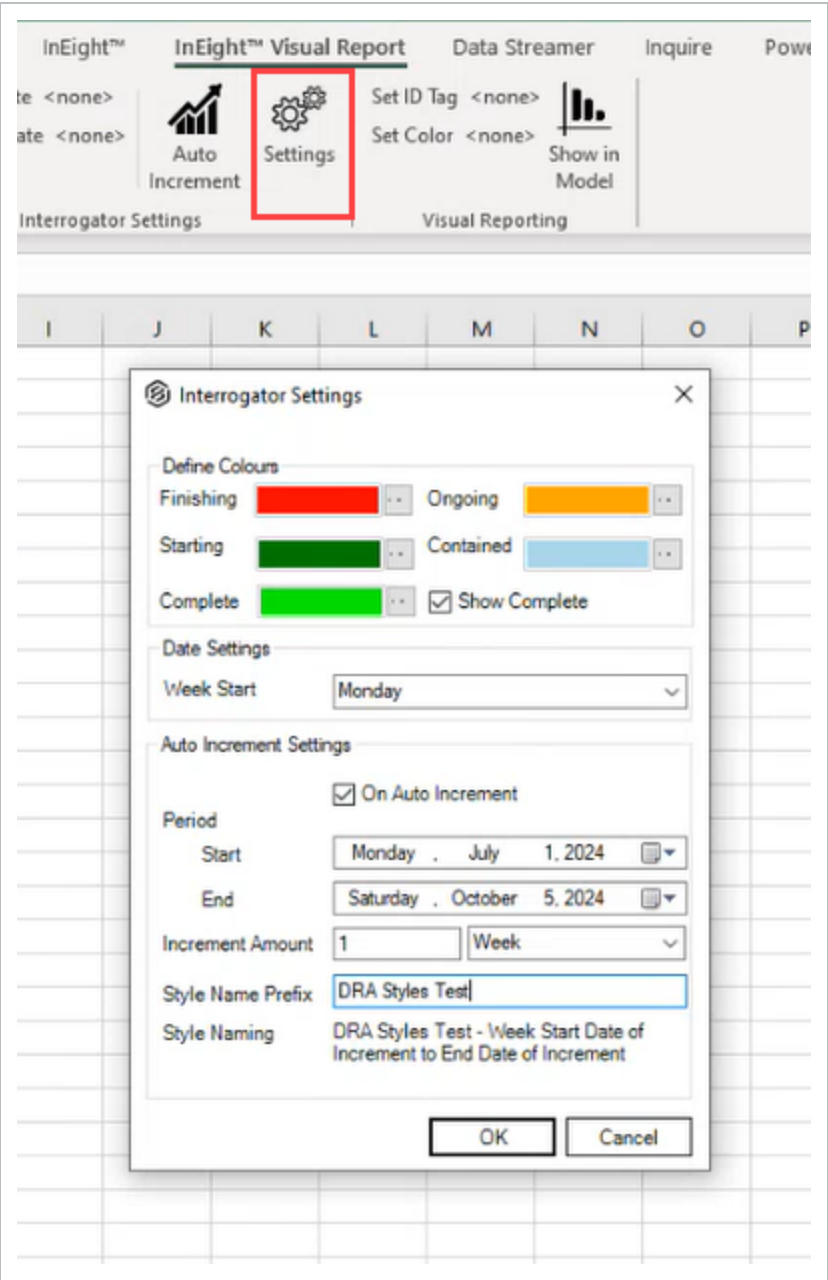 InEight™ InEight™ Visual Report Data Streamer Inquire
<none> Set ID Tag <none>
<none> Set Color <none>
Auto Increment Settings Show in Model
Interrogator Settings Visual Reporting
I J K L M N O P
Interrogator Settings
Define Colours
Finishing Ongoing
Starting Contained
Complete Show Complete
Date Settings
Week Start Monday
Auto Increment Settings
On Auto Increment
Period
Start Monday , July 1, 2024
End Saturday , October 5, 2024
Increment Amount 1 Week
Style Name Prefix DRA Styles Test
Style Naming DRA Styles Test - Week Start Date of
Increment to End Date of Increment
OK Cancel